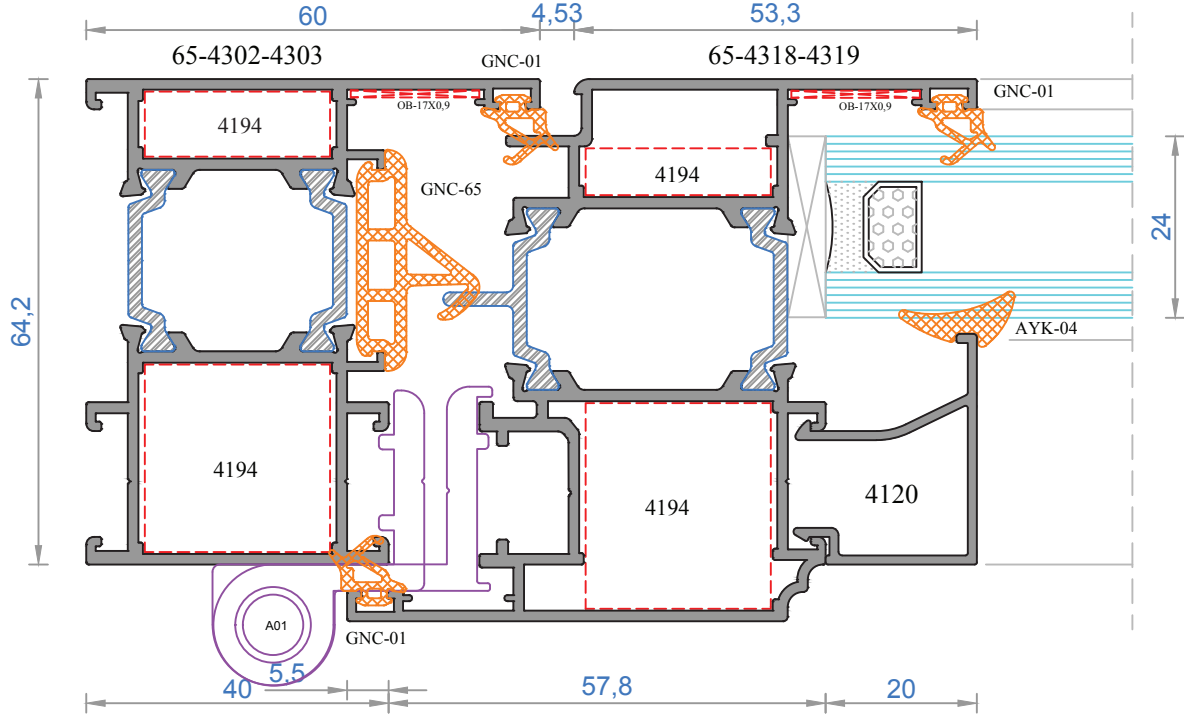 60
4,53
53,3
65-4302-4303
GNC-01
65-4318-4319
GNC-01
4194
OB-17X0,9
OB-17X0,9
4194
GNC-65
24
64,2
AYK-04
4194
4194
4120
A01
GNC-01
5,5
40
57,8
20